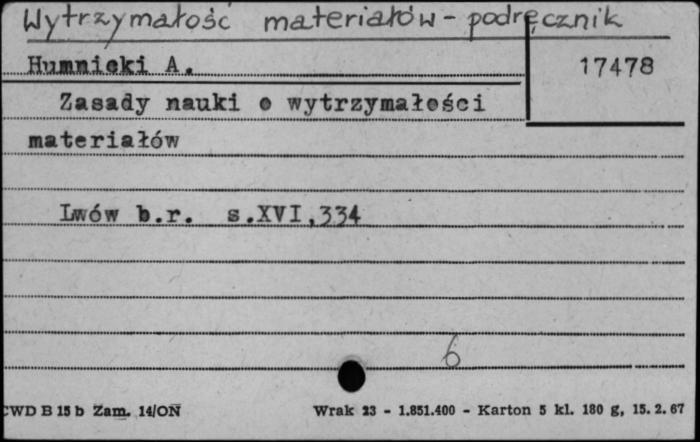 Wytrzymałość materiałów - podręcznik
Humnicki A.
17478
Zasady nauki o wytrzymałości
materiałów
Lwów b.r. s.XVI,334
6
CWD B 15 b Zam. 14/ON
Wrak 23 - 1.851.400 - Karton 5 kl. 180 g, 15. 2. 67